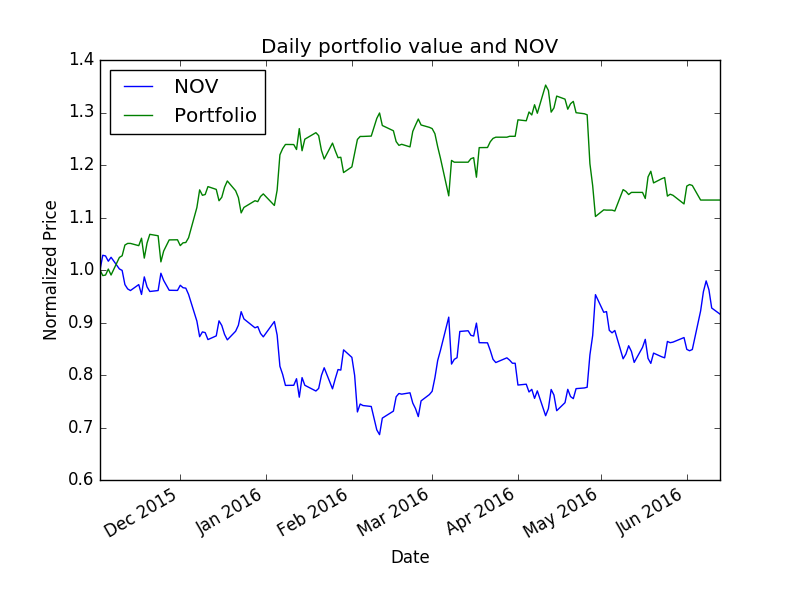 Daily portfolio value and NOV
NOV
Portfolio
1.4
1.3
1.2
1.1
1.0
0.9
0.8
0.7
0.6
Normalized Price
Dec 2015
Jan 2016
Feb 2016
Mar 2016
Apr 2016
May 2016
Jun 2016
Date